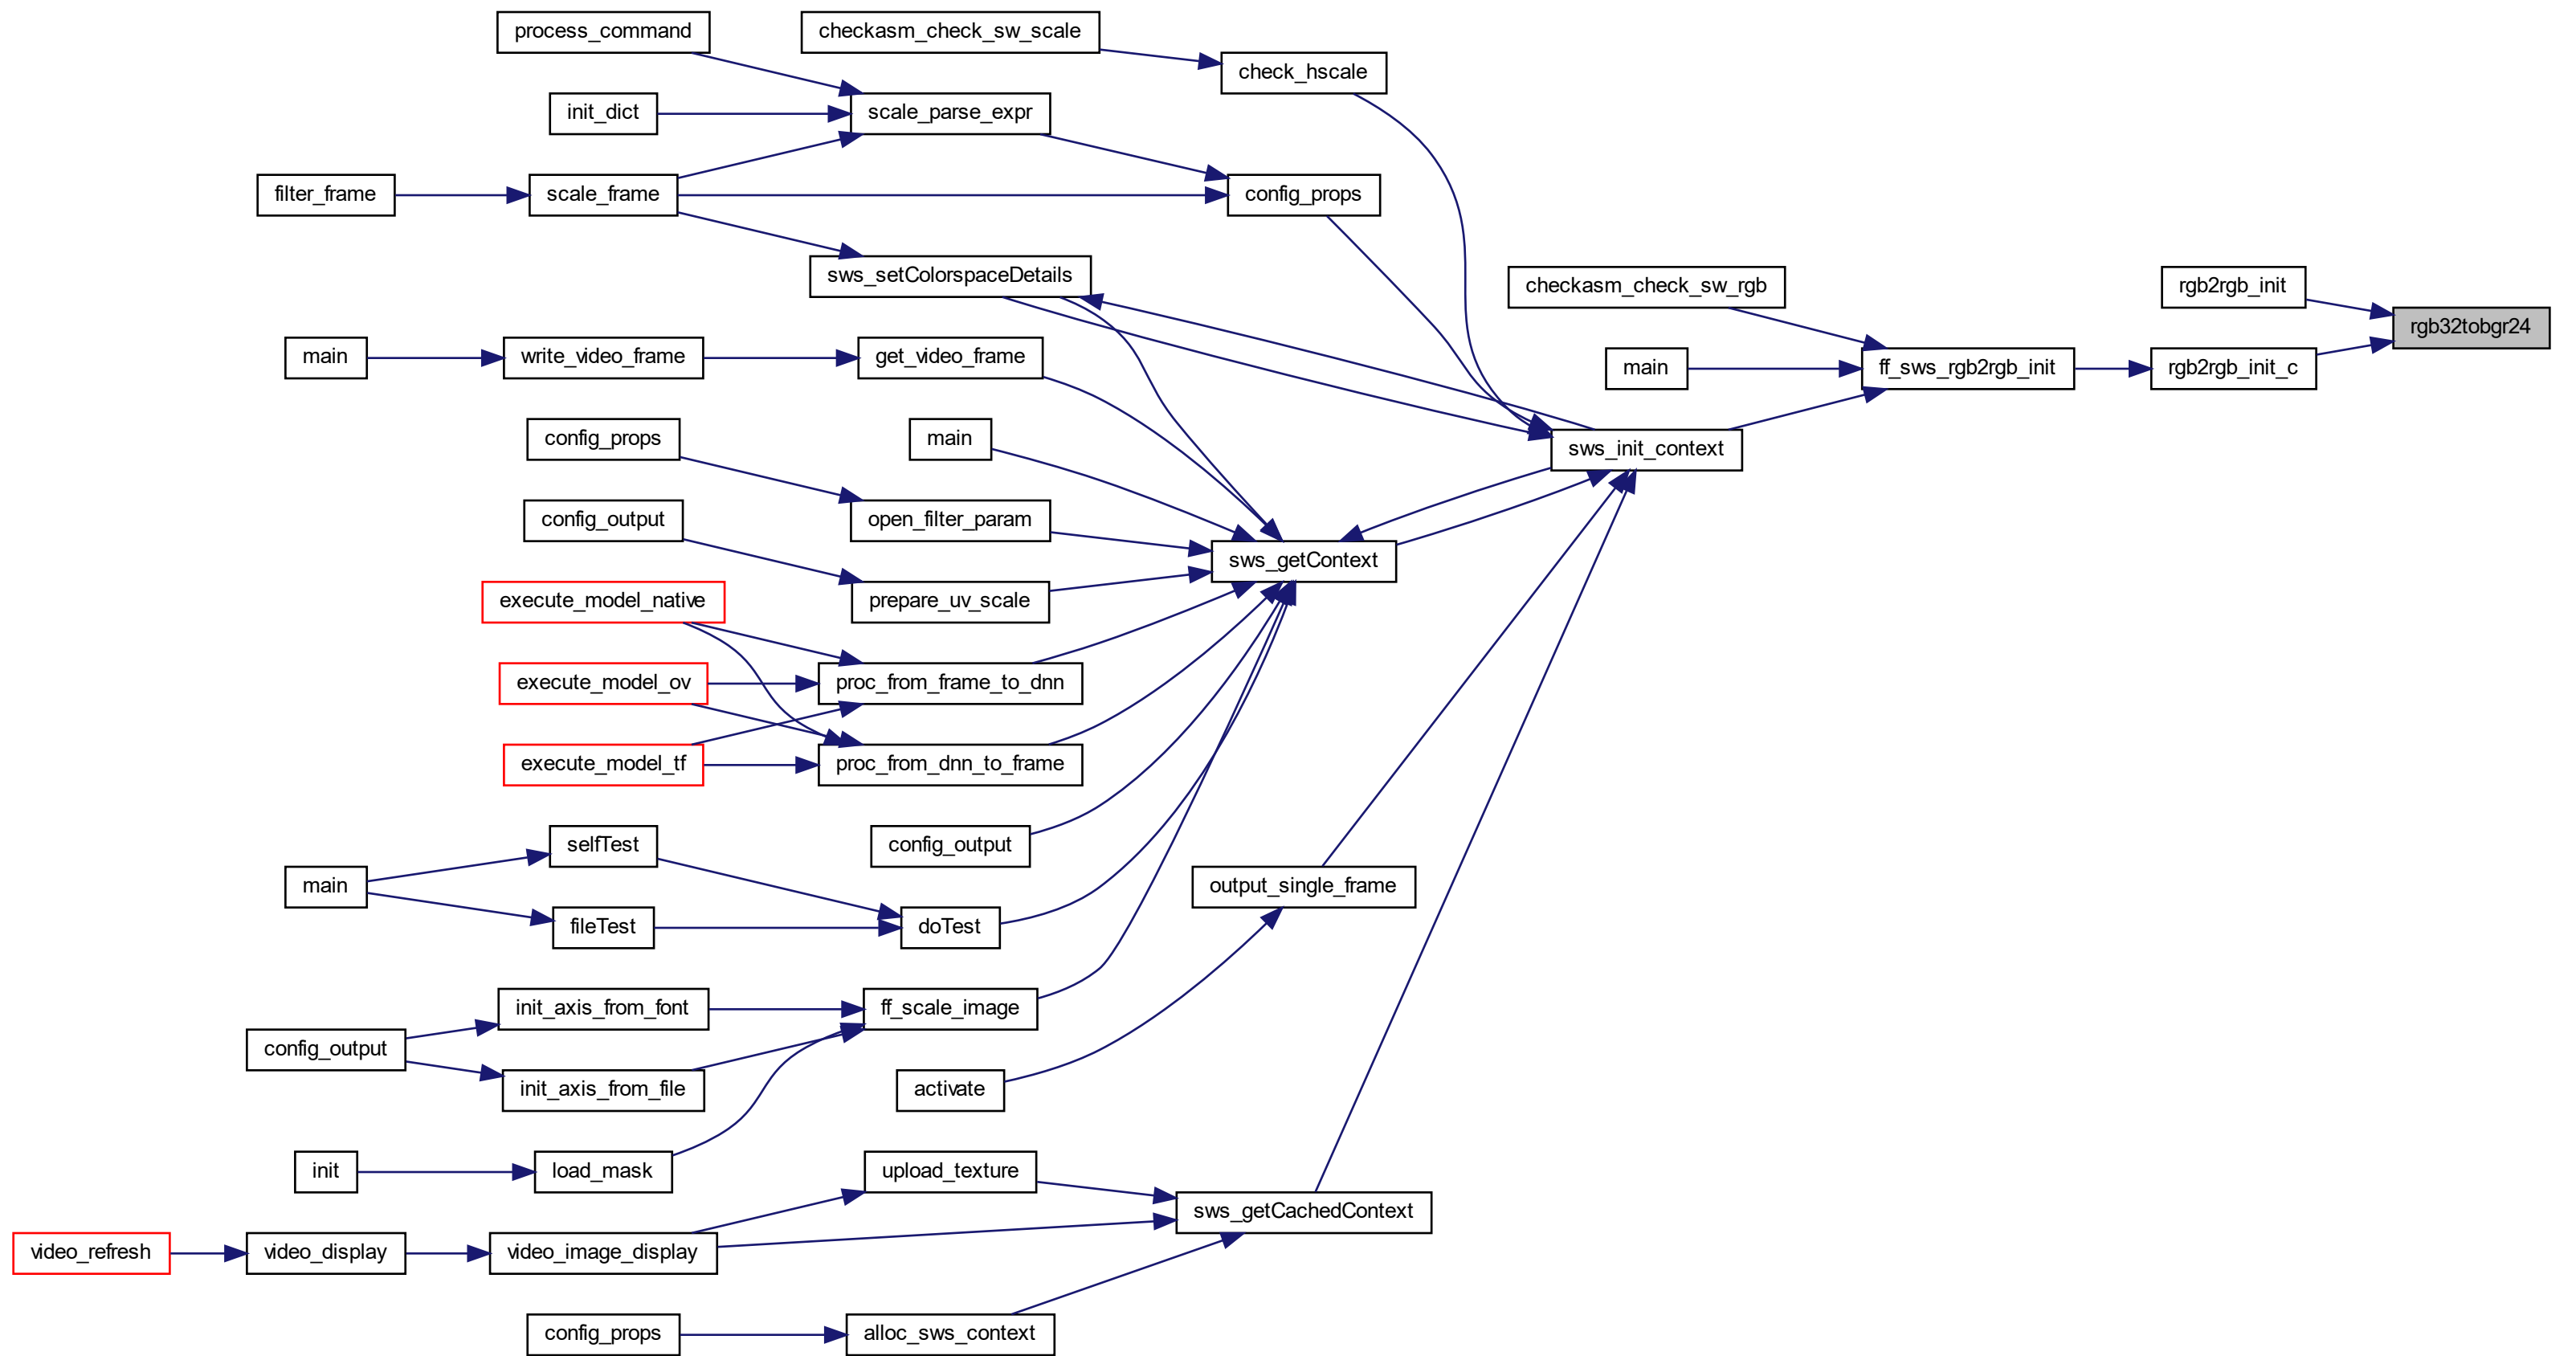 process_command
checkasm_check_sw_scale
check_hscale
init_dict
scale_parse_expr
filter_frame
scale_frame
config_props
sws_setColorspaceDetails
checkasm_check_sw_rgb
rgb2rgb_init
rgb32tobgr24
main
write_video_frame
get_video_frame
main
ff_sws_rgb2rgb_init
rgb2rgb_init_c
config_props
main
sws_init_context
config_output
open_filter_param
sws_getContext
execute_model_native
prepare_uv_scale
execute_model_ov
proc_from_frame_to_dnn
execute_model_tf
proc_from_dnn_to_frame
selfTest
config_output
main
output_single_frame
fileTest
doTest
init_axis_from_font
ff_scale_image
config_output
init_axis_from_file
activate
init
load_mask
upload_texture
sws_getCachedContext
video_refresh
video_display
video_image_display
config_props
alloc_sws_context